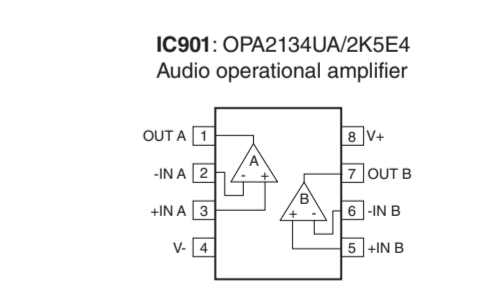 IC901: OPA2134UA/2K5E4
Audio operational amplifier
OUT A 1
8 V+
A
- +
-IN A 2
7 OUT B
B
+ -
+IN A 3
6 -IN B
V- 4
5 +IN B